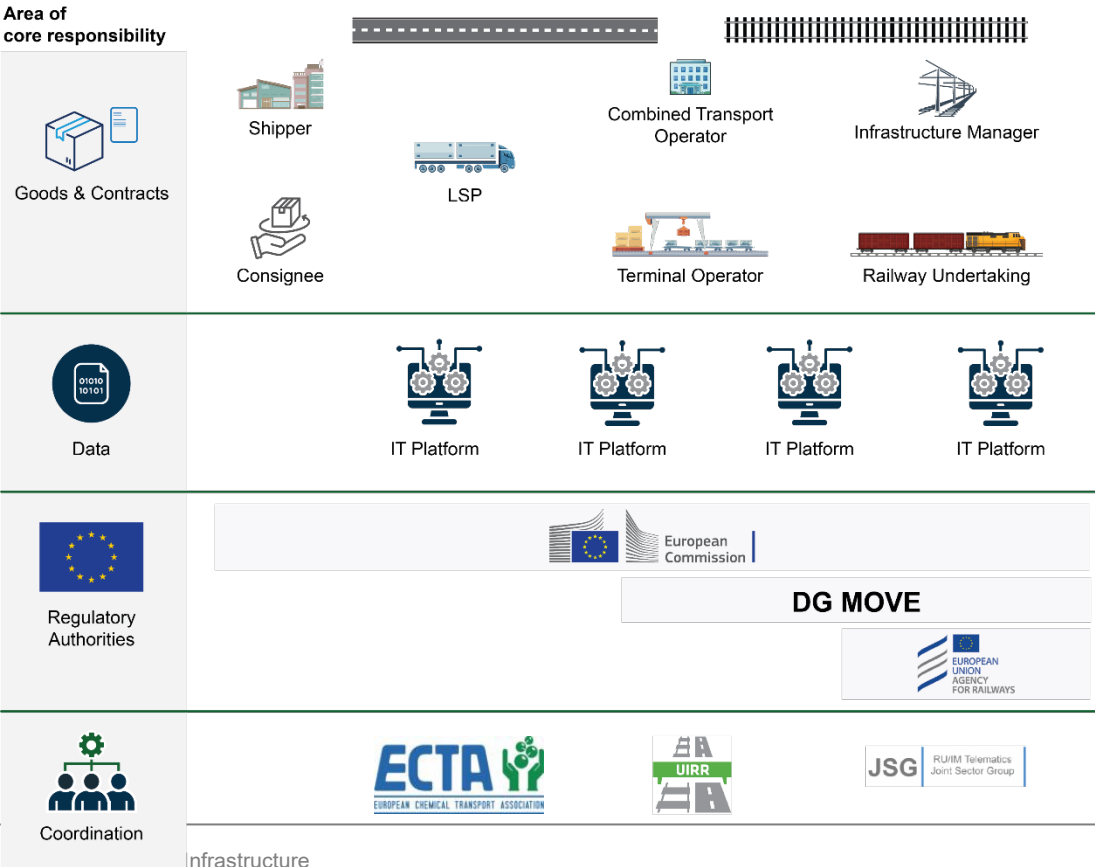 Area of
core responsibility
Shipper
Combined Transport
Operator
Infrastructure Manager
Goods & Contracts
LSP
Consignee
Terminal Operator
Railway Undertaking
01010
10101
Data
IT Platform
IT Platform
IT Platform
IT Platform
European
Commission
Regulatory
Authorities
DG MOVE
EUROPEAN
UNION
AGENCY
FOR RAILWAYS
ECTA
EUROPEAN CHEMICAL TRANSPORT ASSOCIATION
UIRR
JSG
RU/IM Telematics
Joint Sector Group
Coordination
Infrastructure